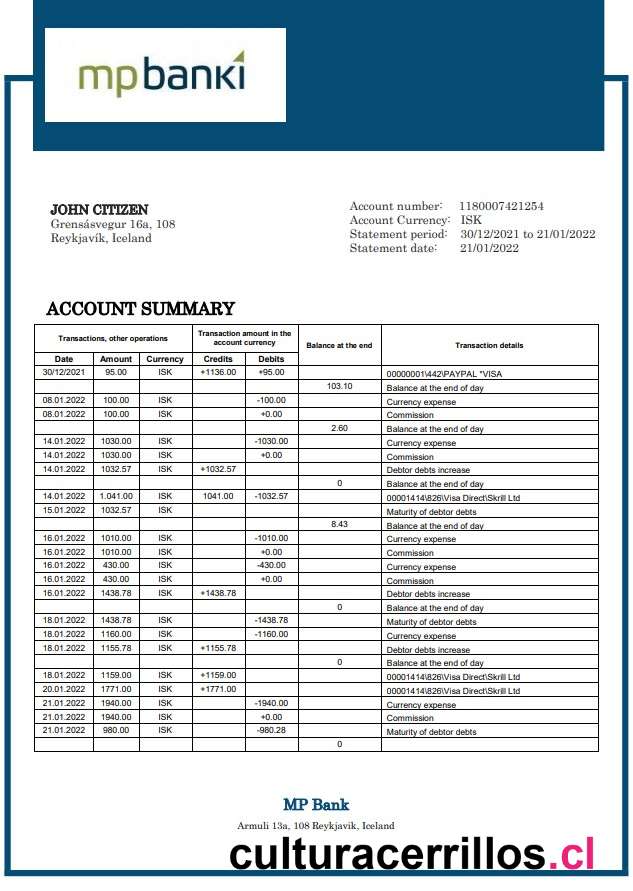 mpbanki
JOHN CITIZEN
Grensásvegur 16a, 108
Reykjavík, Iceland
Account number: 1180007421254
Account Currency: ISK
Statement period: 30/12/2021 to 21/01/2022
Statement date: 21/01/2022
ACCOUNT SUMMARY
Transactions, other operations Transaction amount in the account currency Balance at the end Transaction details
Date Amount Currency Credits Debits
30/12/2021 95.00 ISK +1136.00 +95.00 00000001\442\PAYPAL *VISA
103.10 Balance at the end of day
08.01.2022 100.00 ISK -100.00 Currency expense
08.01.2022 100.00 ISK +0.00 Commission
2.60 Balance at the end of day
14.01.2022 1030.00 ISK -1030.00 Currency expense
14.01.2022 1030.00 ISK +0.00 Commission
14.01.2022 1032.57 ISK +1032.57 Debtor debts increase
0 Balance at the end of day
14.01.2022 1.041.00 ISK 1041.00 -1032.57 00001414\826\Visa Direct\Skrill Ltd
15.01.2022 1032.57 ISK Maturity of debtor debts
8.43 Balance at the end of day
16.01.2022 1010.00 ISK -1010.00 Currency expense
16.01.2022 1010.00 ISK +0.00 Commission
16.01.2022 430.00 ISK -430.00 Currency expense
16.01.2022 430.00 ISK +0.00 Commission
16.01.2022 1438.78 ISK +1438.78 Debtor debts increase
0 Balance at the end of day
18.01.2022 1438.78 ISK -1438.78 Maturity of debtor debts
18.01.2022 1160.00 ISK -1160.00 Currency expense
18.01.2022 1155.78 ISK +1155.78 Debtor debts increase
0 Balance at the end of day
18.01.2022 1159.00 ISK +1159.00 00001414\826\Visa Direct\Skrill Ltd
20.01.2022 1771.00 ISK +1771.00 00001414\826\Visa Direct\Skrill Ltd
21.01.2022 1940.00 ISK -1940.00 Currency expense
21.01.2022 1940.00 ISK +0.00 Commission
21.01.2022 980.00 ISK -980.28 Maturity of debtor debts
0
MP Bank
Armuli 13a, 108 Reykjavik, Iceland
culturacerrillos.cl